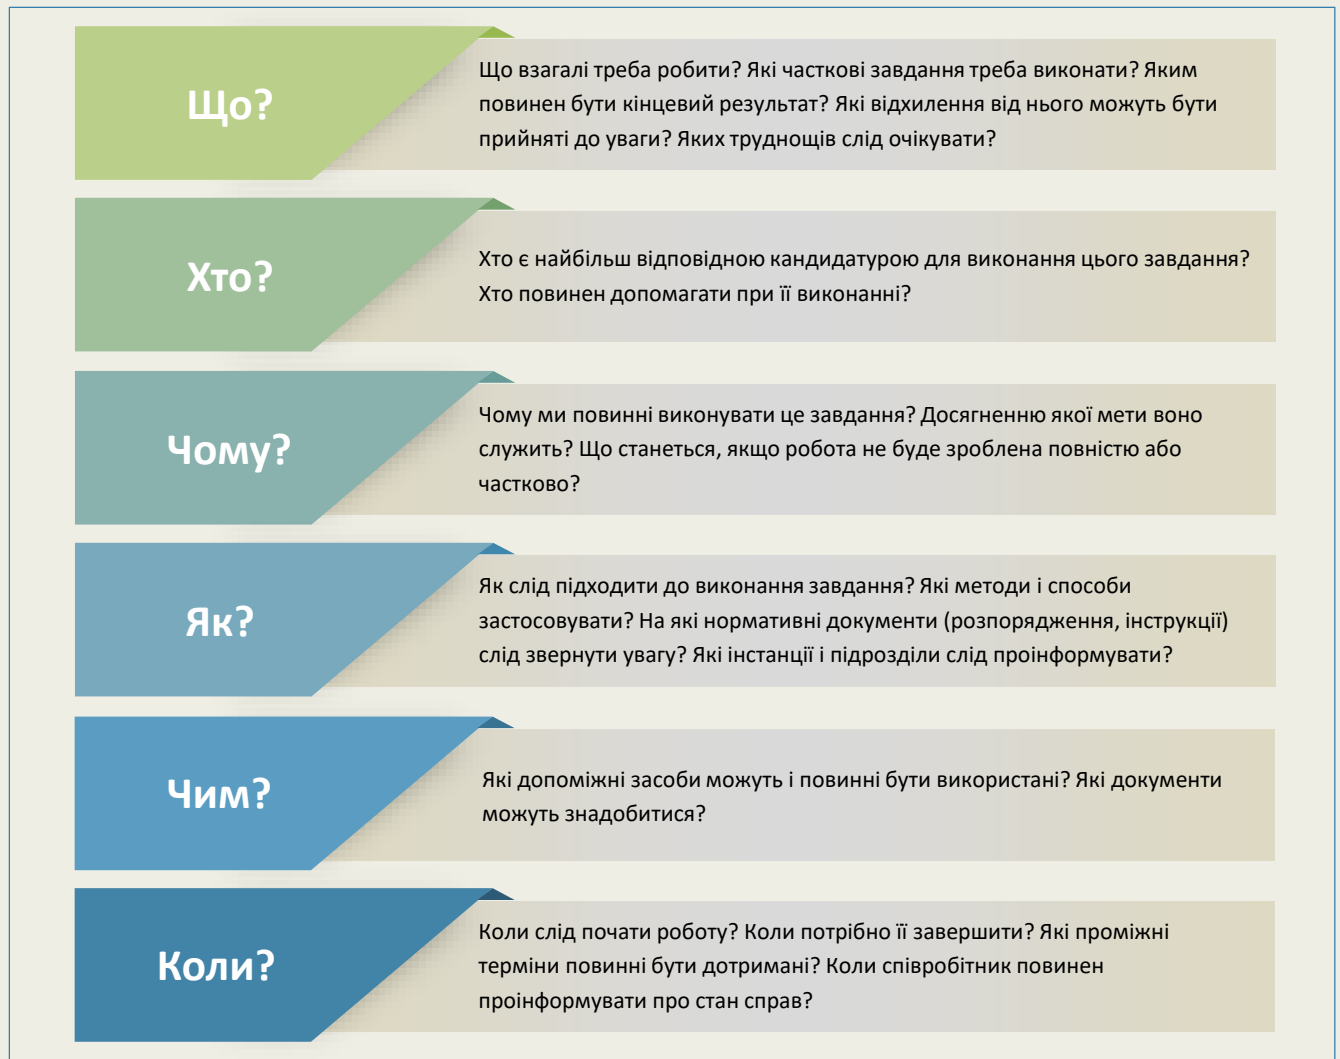 Що?
Що взагалі треба робити? Які часткові завдання треба виконати? Яким
повинен бути кінцевий результат? Які відхилення від нього можуть бути
прийняті до уваги? Яких труднощів слід очікувати?
Хто?
Хто є найбільш відповідною кандидатурою для виконання цього завдання?
Хто повинен допомагати при її виконанні?
Чому?
Чому ми повинні виконувати це завдання? Досягненню якої мети воно
служить? Що станеться, якщо робота не буде зроблена повністю або
частково?
Як?
Як слід підходити до виконання завдання? Які методи і способи
застосовувати? На які нормативні документи (розпорядження, інструкції)
слід звернути увагу? Які інстанції і підрозділи слід проінформувати?
Чим?
Які допоміжні засоби можуть і повинні бути використані? Які документи
можуть знадобитися?
Коли?
Коли слід почати роботу? Коли потрібно її завершити? Які проміжні
терміни повинні бути дотримані? Коли співробітник повинен
проінформувати про стан справ?